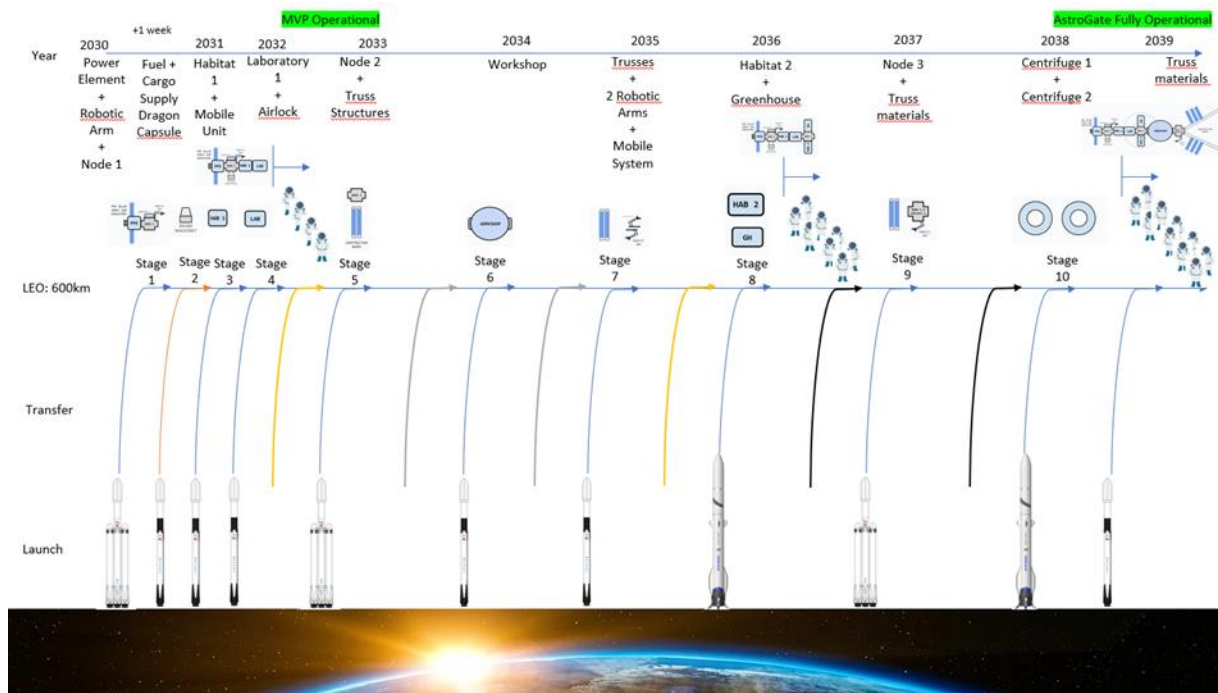 MVP Operational
AstroGate Fully Operational
+1 week
Year
2030
2031
2032
2033
2034
2035
2036
2037
2038
2039
Power
Element
+
Robotic
Arm
+
Node 1
Fuel +
Cargo
Supply
Dragon
Capsule
Habitat
1
+
Mobile
Unit
Laboratory
1
+
Airlock
Node 2
+
Truss
Structures
Workshop
Trusses
+
2 Robotic
Arms
+
Mobile
System
Habitat 2
+
Greenhouse
Node 3
+
Truss
materials
Centrifuge 1
+
Centrifuge 2
Truss
materials
HAB 1
LAB
WORKSHOP
HAB 2
GH
Stage
1
Stage
2
Stage
3
Stage
4
Stage
5
Stage
6
Stage
7
Stage
8
Stage
9
Stage
10
LEO: 600km
Transfer
Launch